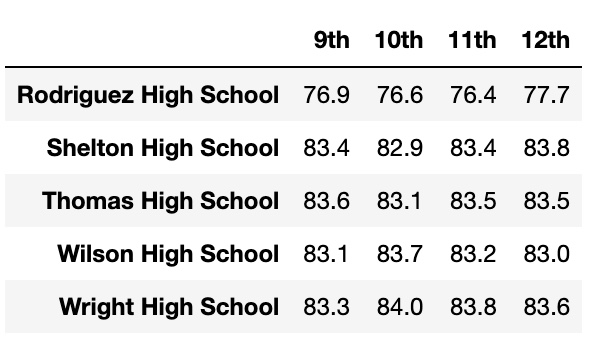 9th 10th 11th 12th
Rodriguez High School 76.9 76.6 76.4 77.7
Shelton High School 83.4 82.9 83.4 83.8
Thomas High School 83.6 83.1 83.5 83.5
Wilson High School 83.1 83.7 83.2 83.0
Wright High School 83.3 84.0 83.8 83.6